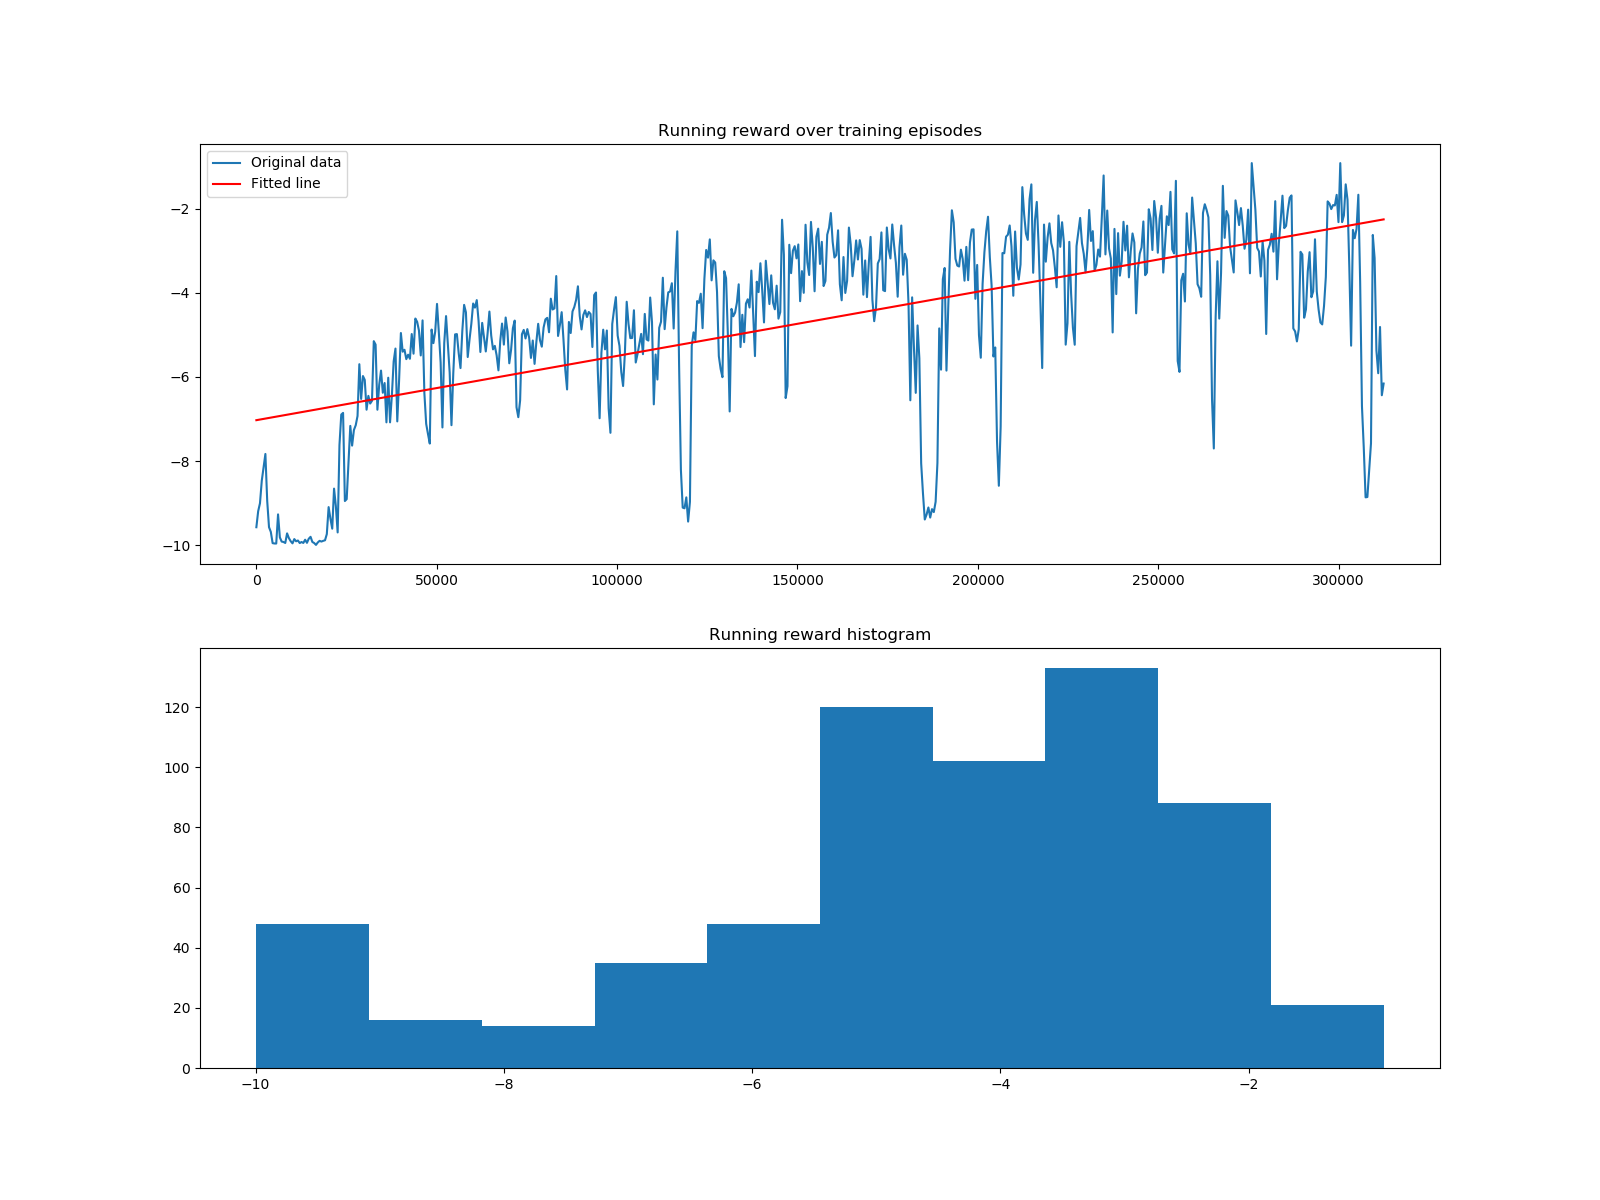 Running reward over training episodes
Original data
Fitted line
−2
−4
−6
−8
−10
0 50000 100000 150000 200000 250000 300000
Running reward histogram
120
100
80
60
40
20
0
−10 −8 −6 −4 −2